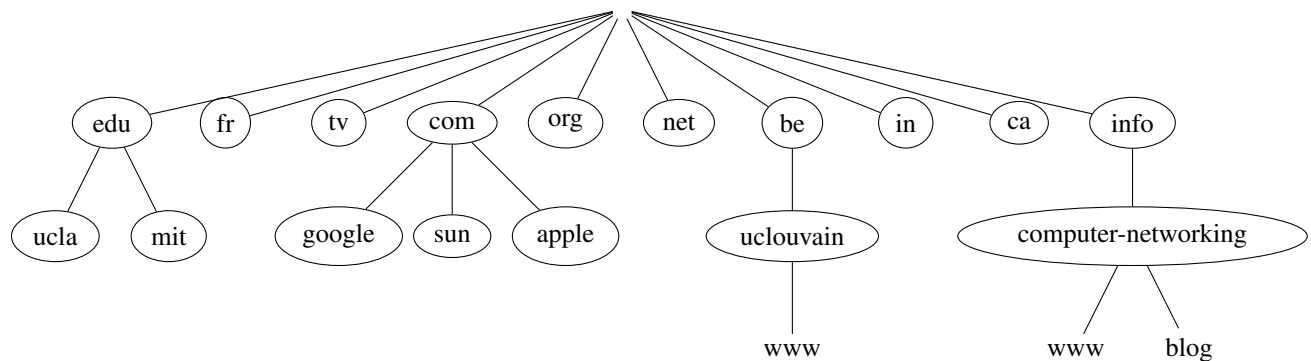 edu fr tv com org net be in ca info
ucla mit google sun apple uclouvain computer-networking
www www blog